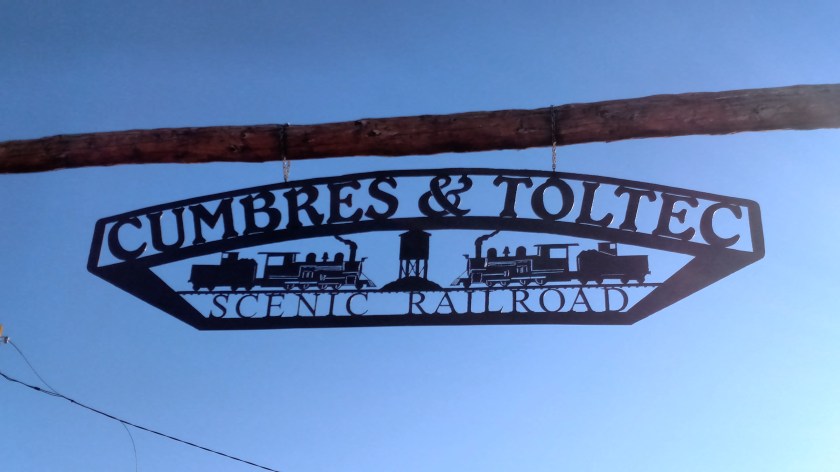 CUMBRES & TOLTEC
SCENIC RAILROAD